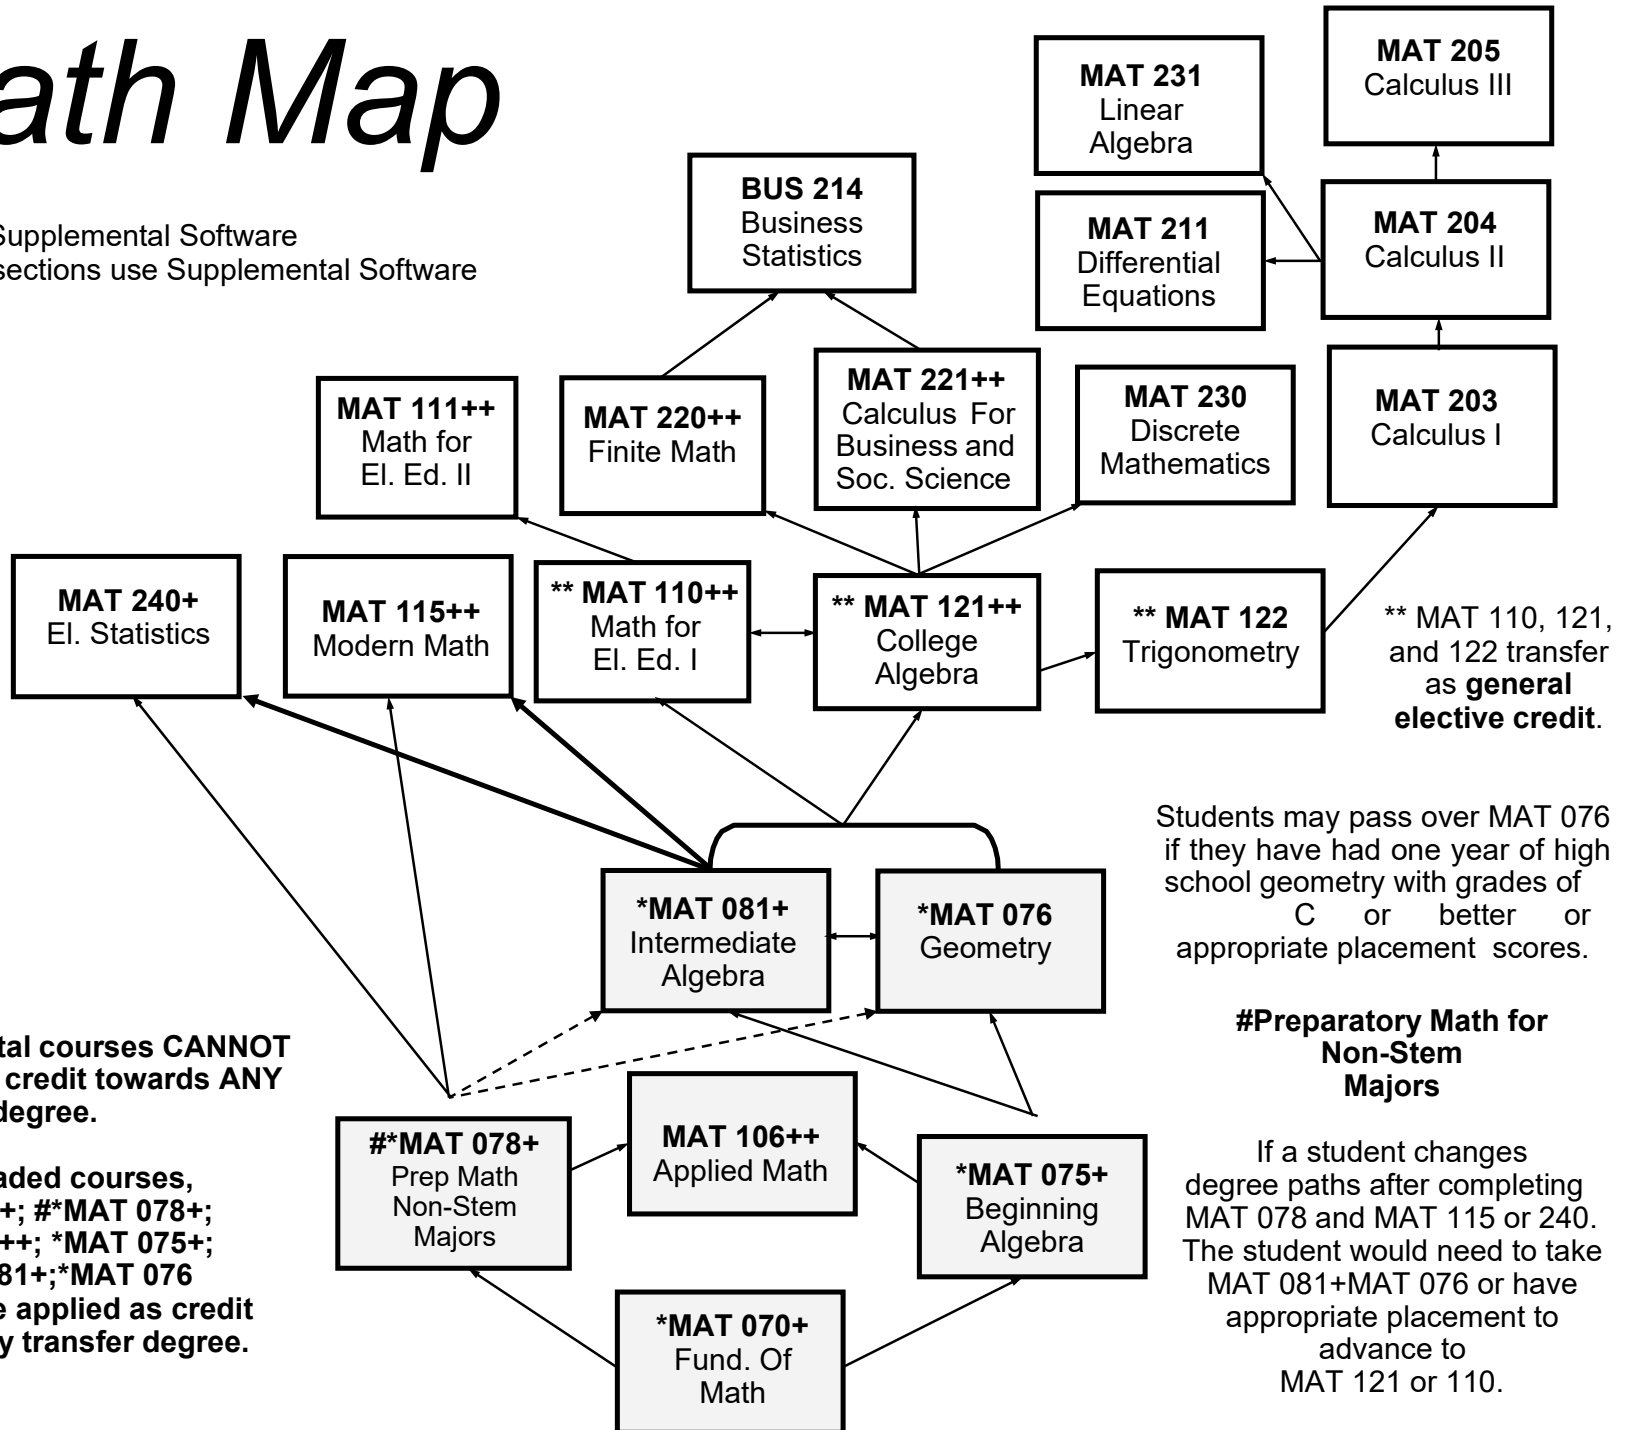 ath Map
Supplemental Software
sections use Supplemental Software
MAT 205
Calculus III
MAT 231
Linear
Algebra
BUS 214
Business
Statistics
MAT 211
Differential
Equations
MAT 204
Calculus II
MAT 111++
Math for
El. Ed. II
MAT 220++
Finite Math
MAT 221++
Calculus For
Business and
Soc. Science
MAT 230
Discrete
Mathematics
MAT 203
Calculus I
MAT 240+
El. Statistics
MAT 115++
Modern Math
** MAT 110++
Math for
El. Ed. I
** MAT 121++
College
Algebra
** MAT 122
Trigonometry
** MAT 110, 121,
and 122 transfer
as general
elective credit.
*MAT 081+
Intermediate
Algebra
*MAT 076
Geometry
Students may pass over MAT 076
if they have had one year of high
school geometry with grades of
C or better or
appropriate placement scores.
tal courses CANNOT
credit towards ANY
degree.
#*MAT 078+
Prep Math
Non-Stem
Majors
MAT 106++
Applied Math
*MAT 075+
Beginning
Algebra
#Preparatory Math for
Non-Stem
Majors
aded courses,
+; #*MAT 078+;
++; *MAT 075+;
81+;*MAT 076
e applied as credit
y transfer degree.
*MAT 070+
Fund. Of
Math
If a student changes
degree paths after completing
MAT 078 and MAT 115 or 240.
The student would need to take
MAT 081+MAT 076 or have
appropriate placement to
advance to
MAT 121 or 110.